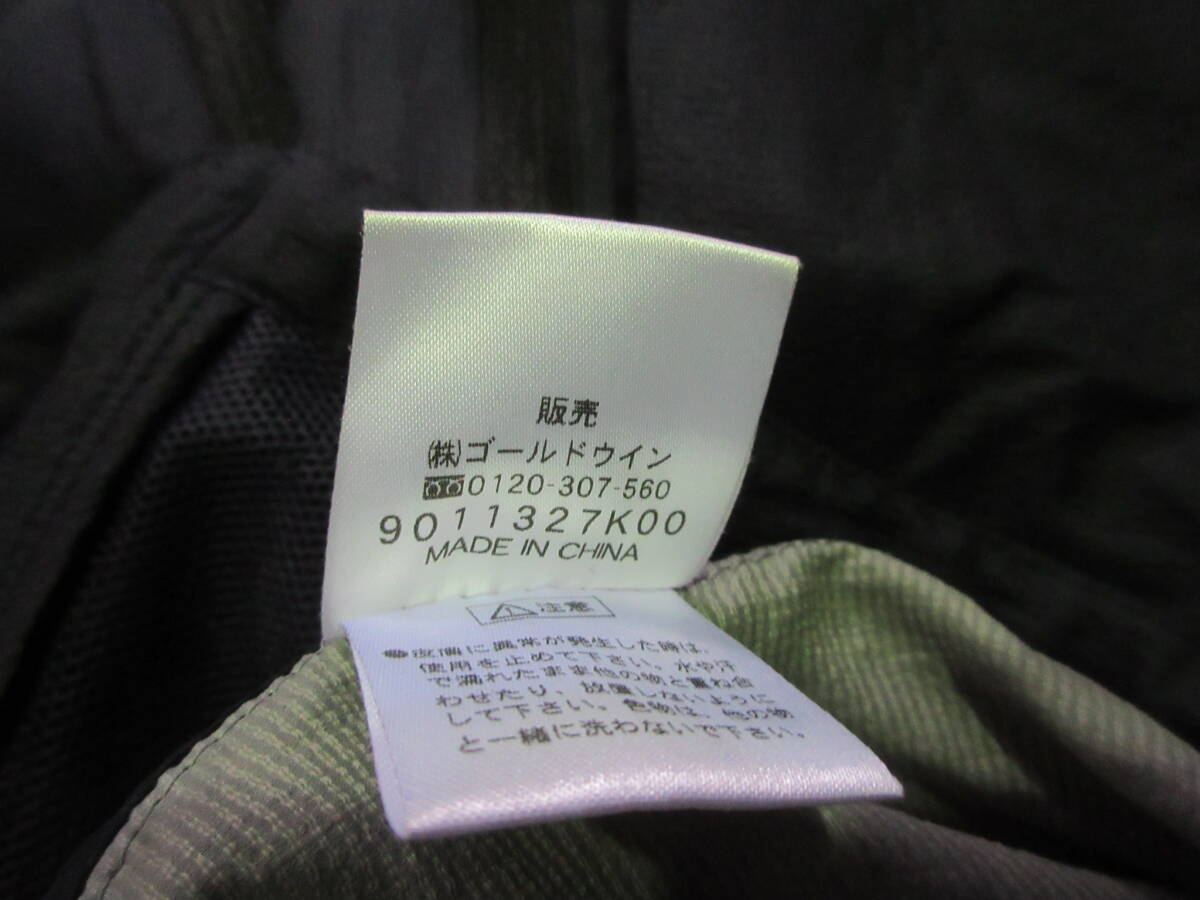 販売
(株)ゴールドウイン
0120-307-560
9011327K00
MADE IN CHINA
注意
●皮膚に異常が発生した時は、
使用を止めて下さい。水や汗
で濡れたまま他の物と重ね合
わせたり、放置しないように
して下さい。色物は、他の物
と一緒に洗わないで下さい。